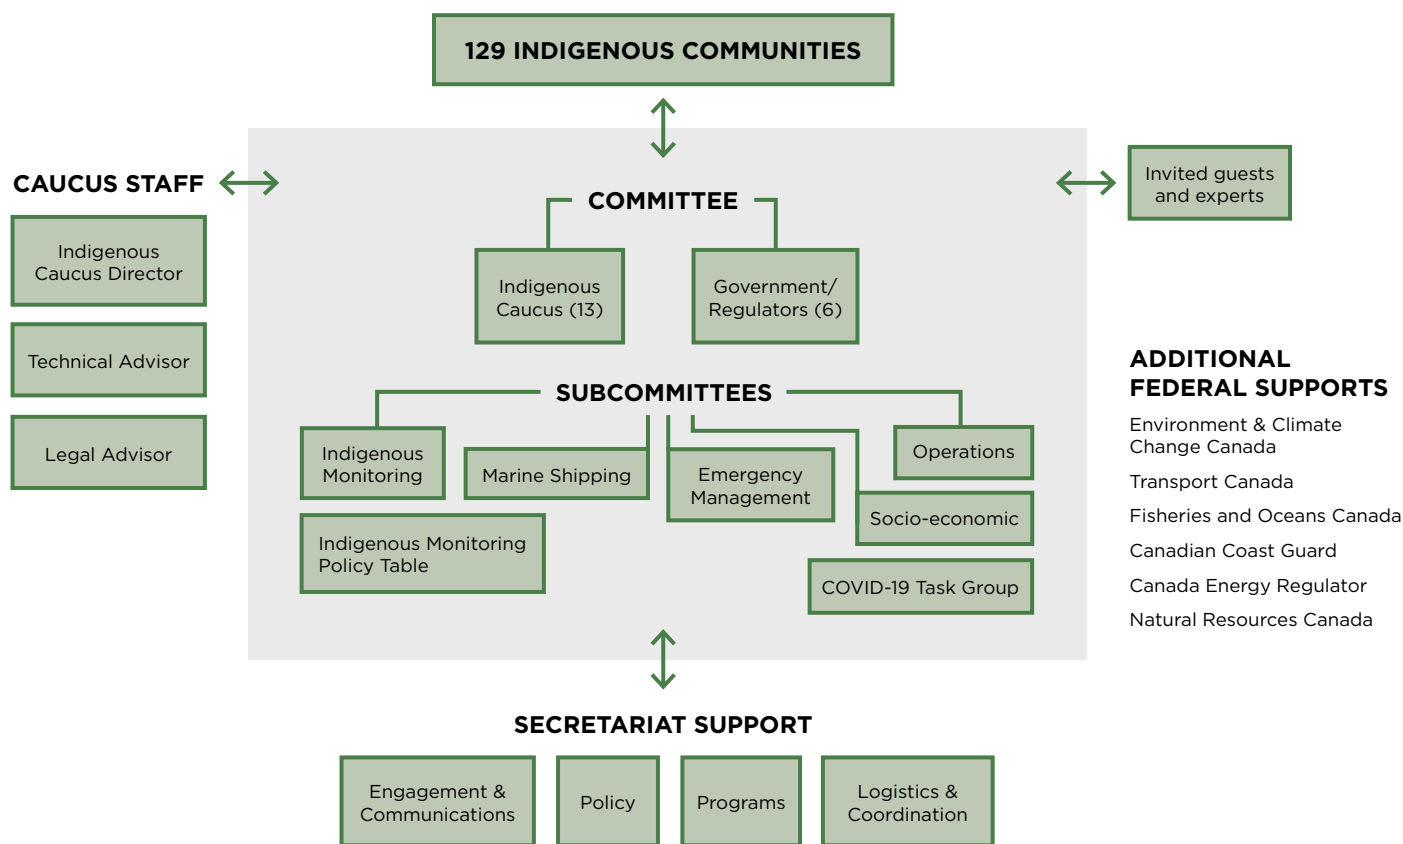 129 INDIGENOUS COMMUNITIES
CAUCUS STAFF
Indigenous
Caucus Director
Technical Advisor
Legal Advisor
COMMITTEE
Indigenous
Caucus (13)
Government/
Regulators (6)
SUBCOMMITTEES
Indigenous
Monitoring
Marine Shipping
Emergency
Management
Operations
Socio-economic
Indigenous Monitoring
Policy Table
COVID-19 Task Group
Invited guests
and experts
ADDITIONAL
FEDERAL SUPPORTS
Environment & Climate
Change Canada
Transport Canada
Fisheries and Oceans Canada
Canadian Coast Guard
Canada Energy Regulator
Natural Resources Canada
SECRETARIAT SUPPORT
Engagement &
Communications
Policy
Programs
Logistics &
Coordination